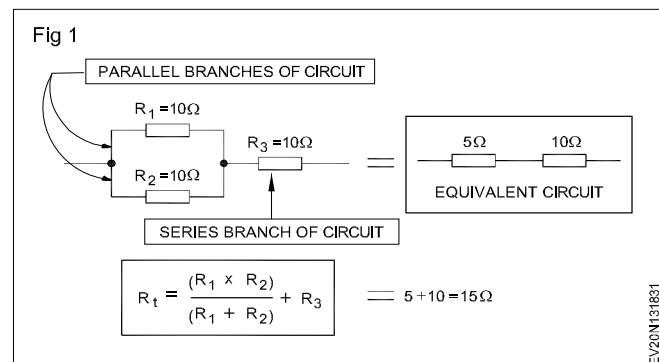 Fig 1
PARALLEL BRANCHES OF CIRCUIT
R₁ =10Ω
R₂ =10Ω
R₃ =10Ω
SERIES BRANCH OF CIRCUIT
=
5Ω 10Ω
EQUIVALENT CIRCUIT
Rₜ = (R₁ x R₂) / (R₁ + R₂) + R₃ = 5+10=15Ω
EV20N131831